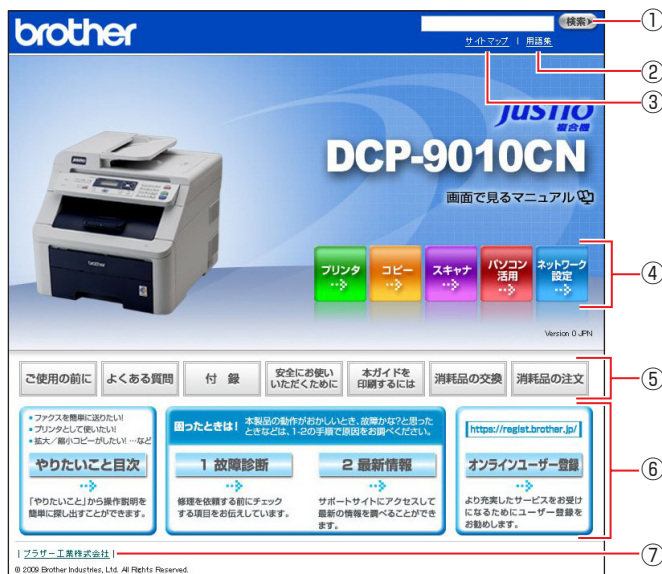 brother
検索
①
サイトマップ | 用語集
②
③
Justio
複合機
DCP-9010CN
画面で見るマニュアル
プリンタ
コピー
スキャナ
パソコン
活用
ネットワーク
設定
④
Version 0 JPN
ご使用の前に
よくある質問
付 録
安全にお使い
いただくために
本ガイドを
印刷するには
消耗品の交換
消耗品の注文
⑤
•ファクスを簡単に送りたい!
•プリンタとして使いたい!
•拡大/縮小コピーがしたい! …など
やりたいこと目次
「やりたいこと」から操作説明を
簡単に探し出すことができます。
困ったときは! 本製品の動作がおかしいとき、故障かな?と思った
ときなどは、1-2の手順で原因をお調べください。
1 故障診断
修理を依頼する前にチェック
する項目をお伝えしています。
2 最新情報
サポートサイトにアクセスして
最新の情報を調べることができ
ます。
https://regist.brother.jp/
オンラインユーザー登録
より充実したサービスをお受け
になるためにユーザー登録を
お勧めします。
⑥
| ブラザー工業株式会社 |
⑦
© 2009 Brother Industries, Ltd. All Rights Reserved.